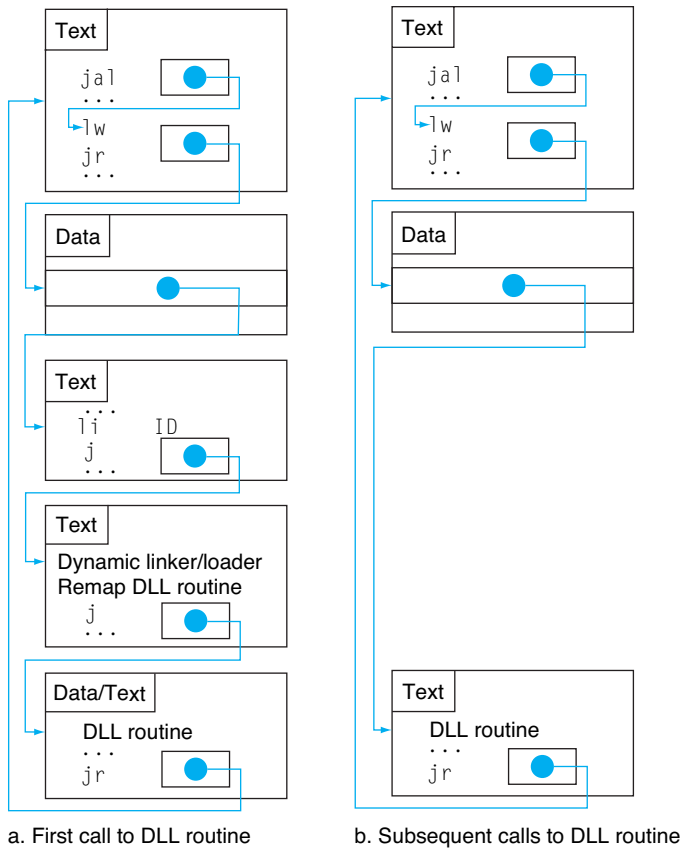 Text
jal
...
lw
jr
...
Data
Text
...
li ID
j
...
Text
Dynamic linker/loader
Remap DLL routine
j
...
Data/Text
DLL routine
...
jr
a. First call to DLL routine
Text
jal
...
lw
jr
...
Data
Text
DLL routine
...
jr
b. Subsequent calls to DLL routine